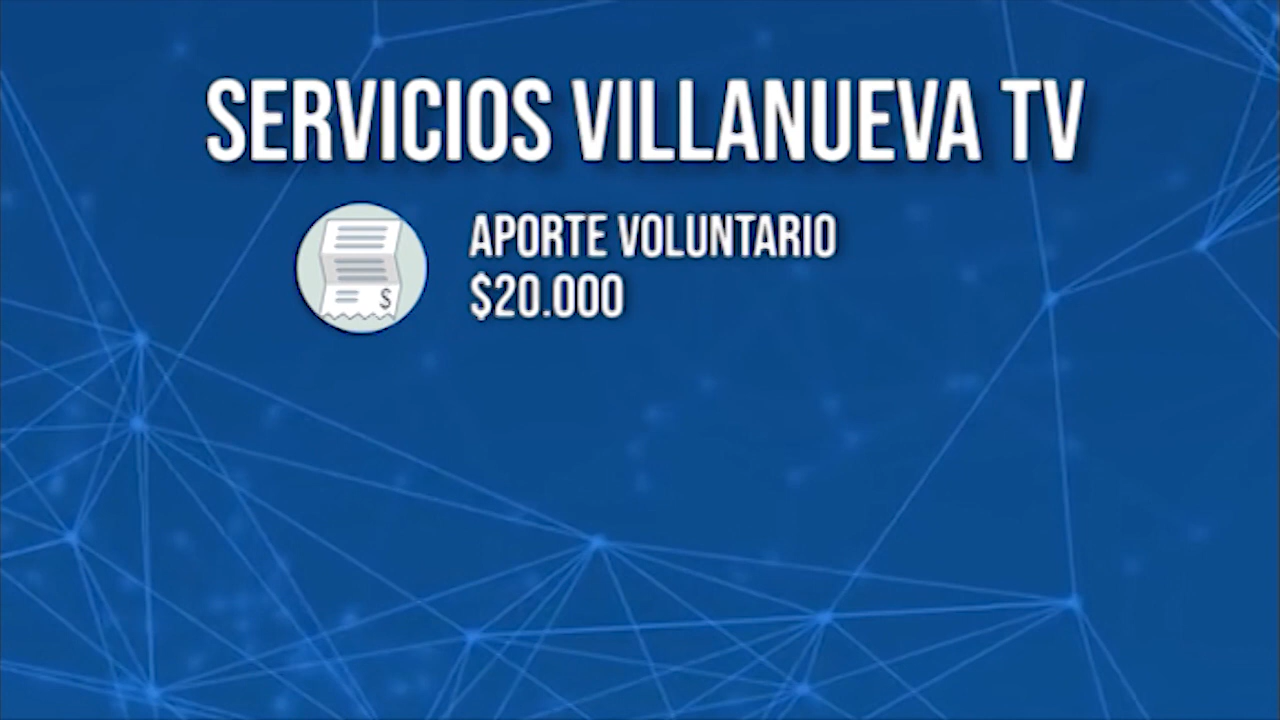 SERVICIOS VILLANUEVA TV
APORTE VOLUNTARIO
$20.000
$